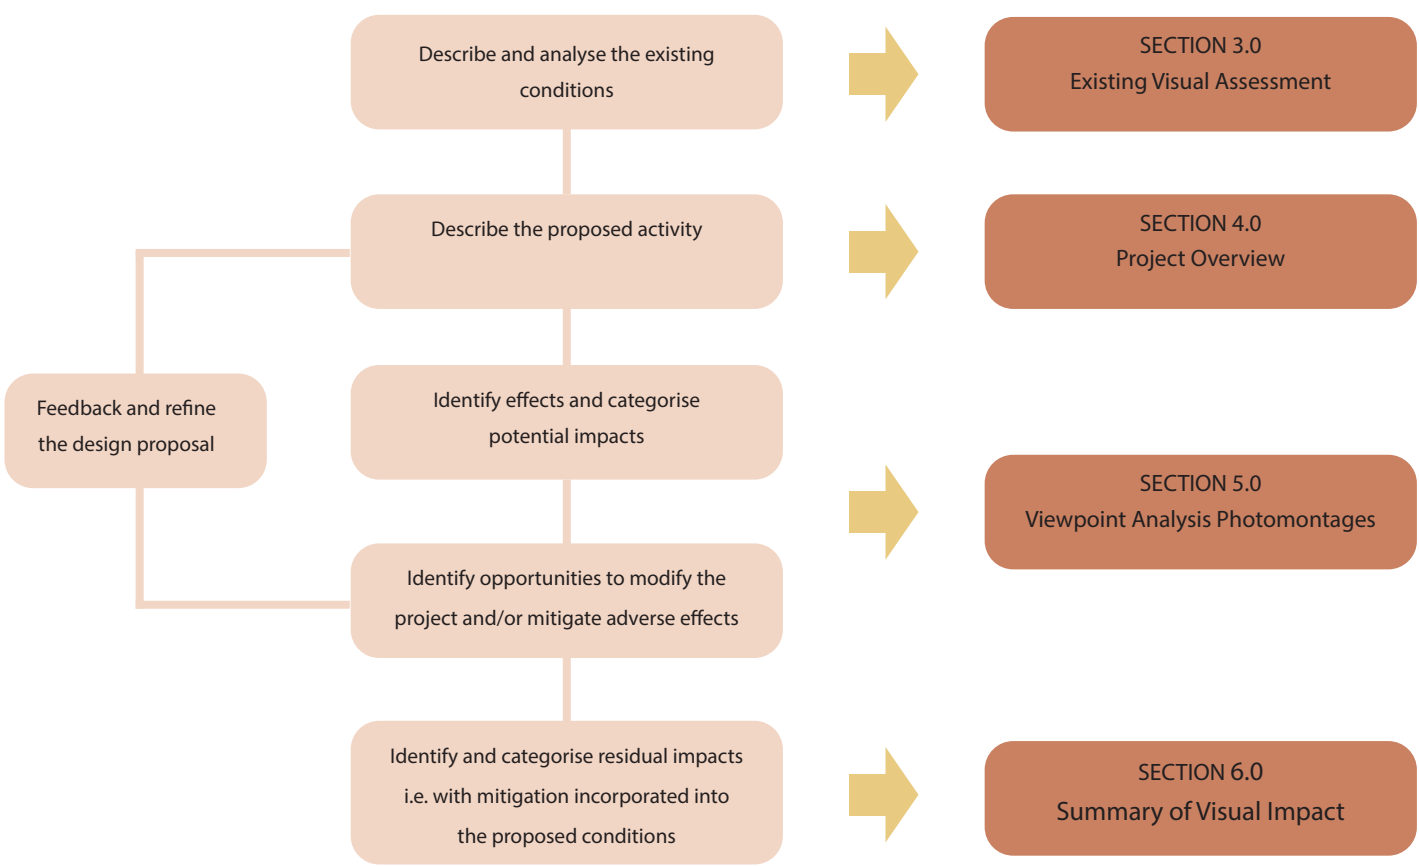 Describe and analyse the existing
conditions
SECTION 3.0
Existing Visual Assessment
Describe the proposed activity
SECTION 4.0
Project Overview
Feedback and refine
the design proposal
Identify effects and categorise
potential impacts
SECTION 5.0
Viewpoint Analysis Photomontages
Identify opportunities to modify the
project and/or mitigate adverse effects
Identify and categorise residual impacts
i.e. with mitigation incorporated into
the proposed conditions
SECTION 6.0
Summary of Visual Impact